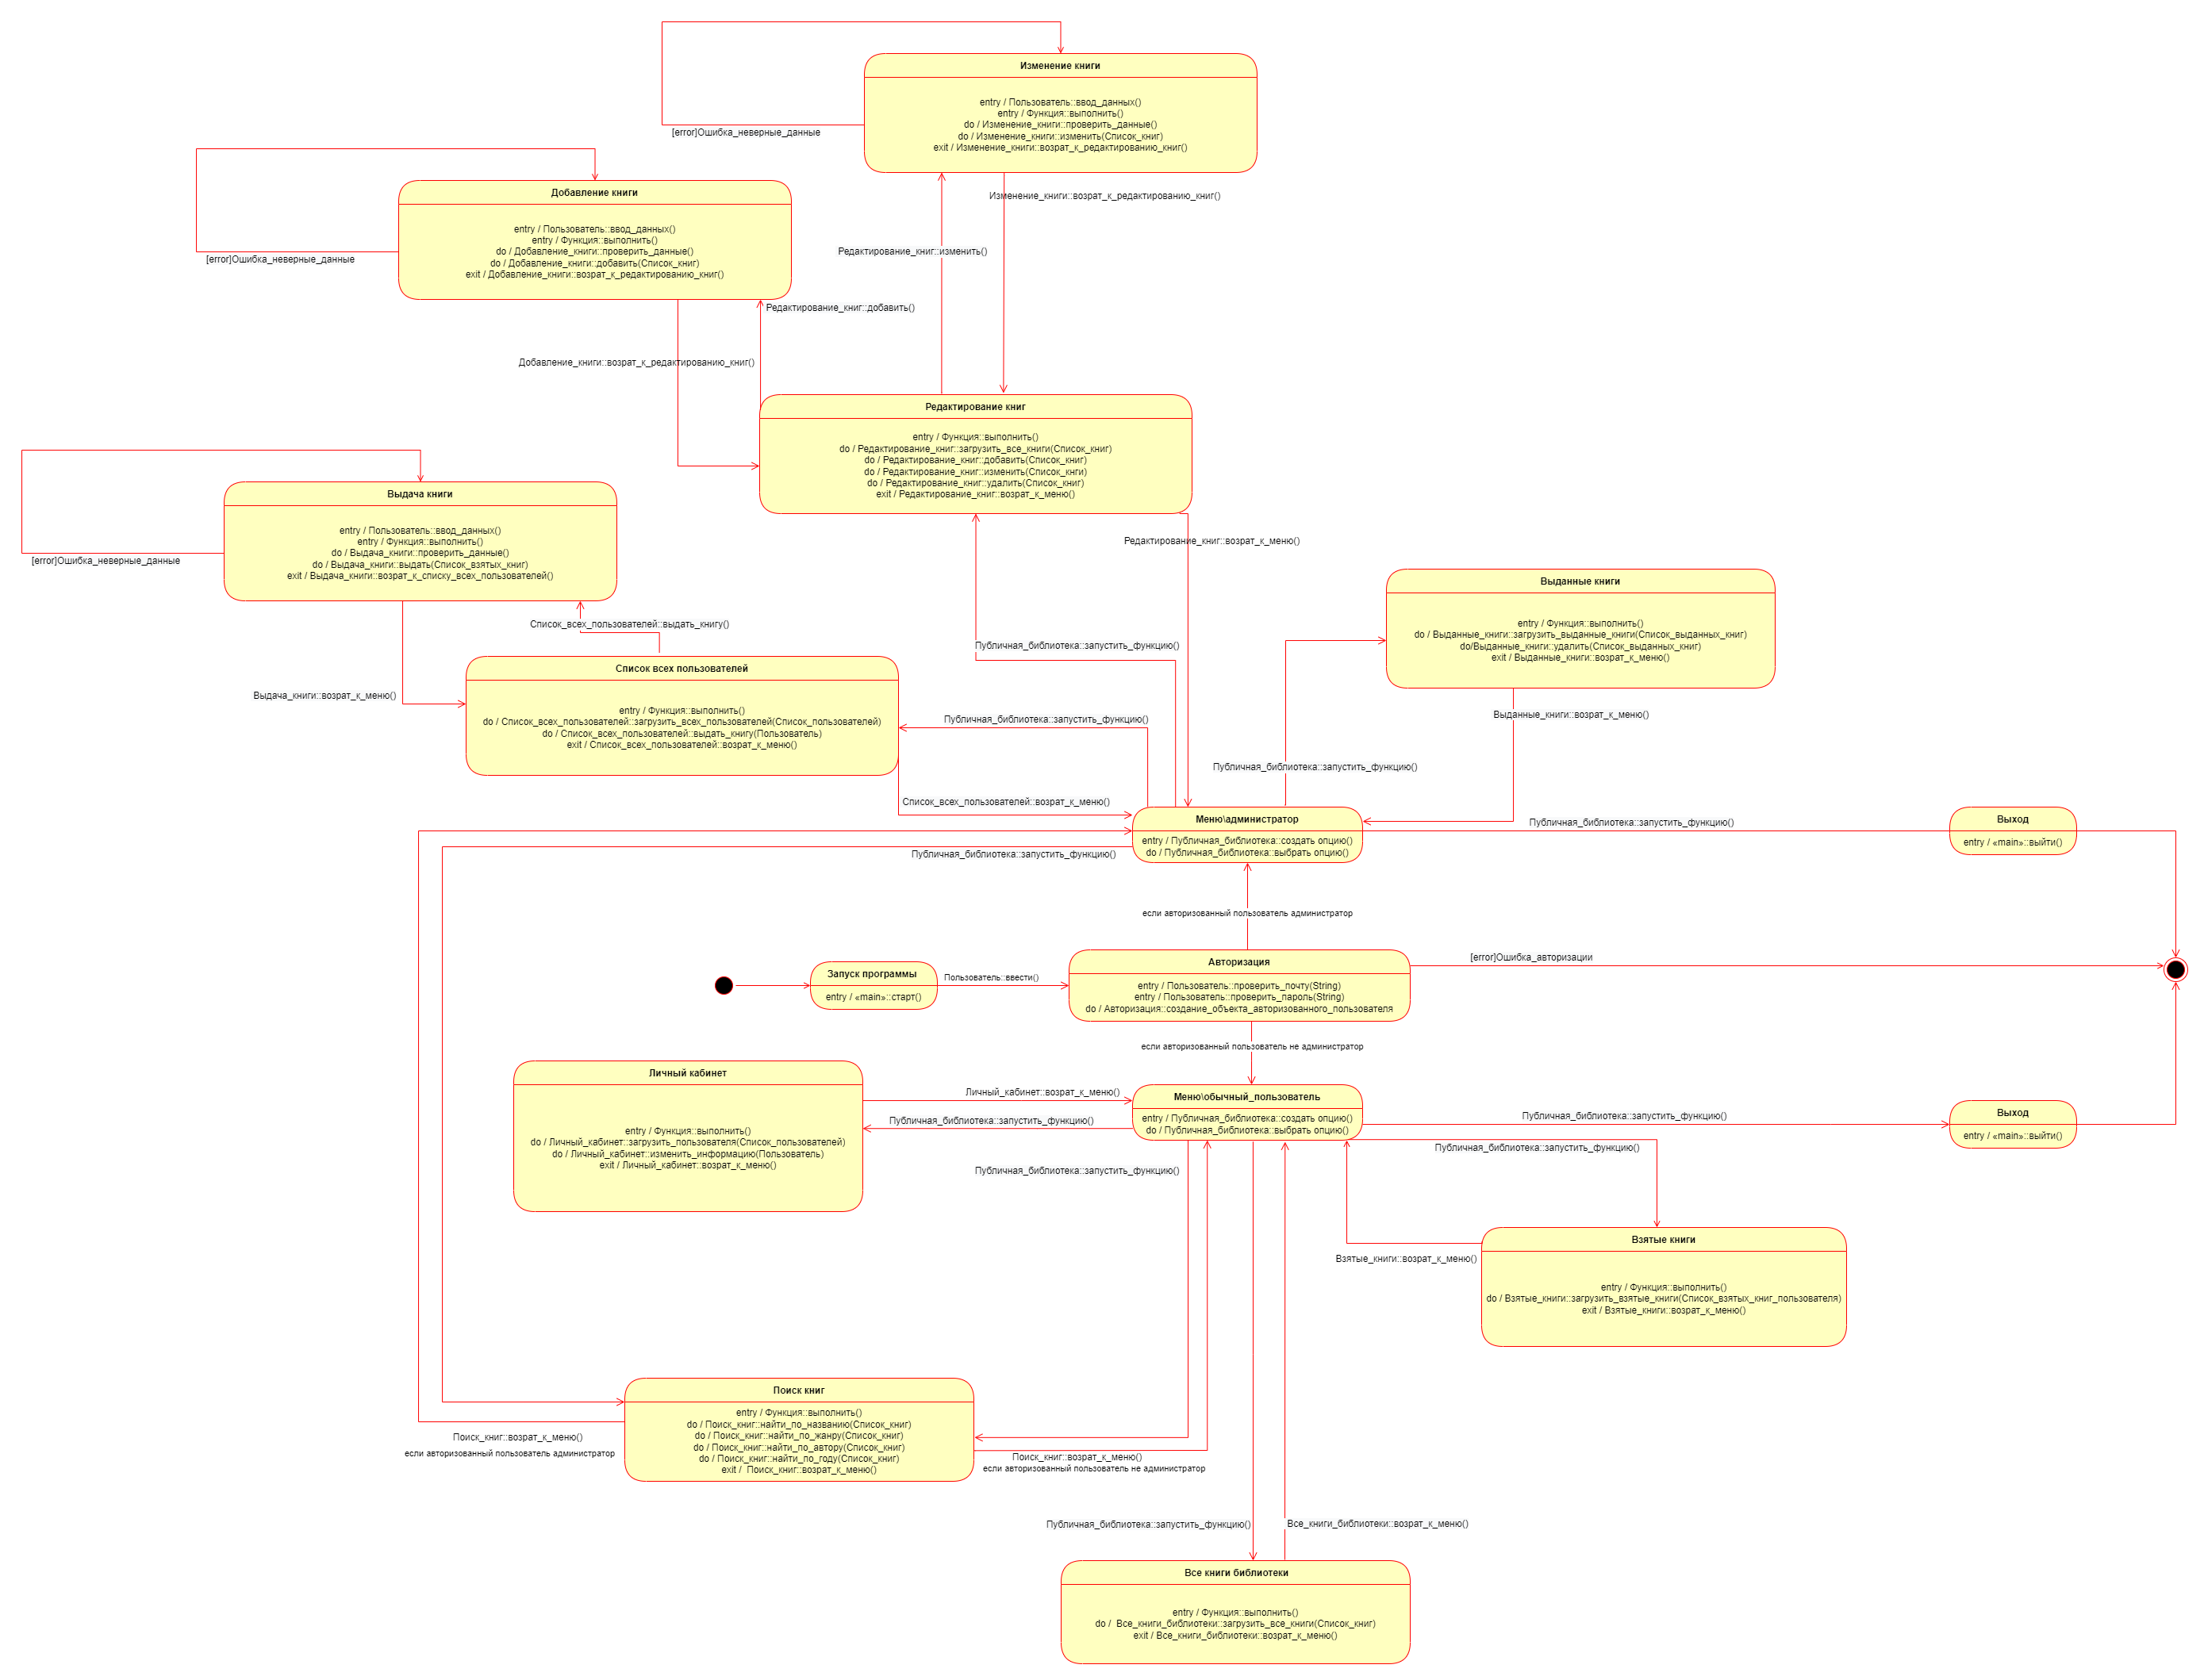 Изменение книги
entry / Пользователь::ввод_данных()
entry / Функция::выполнить()
do / Изменение_книги::проверить_данные()
do / Изменение_книги::изменить(Список_книг)
exit / Изменение_книги::возрат_к_редактированию_книг()
[error]Ошибка_неверные_данные
Добавление книги
entry / Пользователь::ввод_данных()
entry / Функция::выполнить()
do / Добавление_книги::проверить_данные()
do / Добавление_книги::добавить(Список_книг)
exit / Добавление_книги::возрат_к_редактированию_книг()
[error]Ошибка_неверные_данные
Изменение_книги::возрат_к_редактированию_книг()
Редактирование_книг::изменить()
Редактирование_книг::добавить()
Добавление_книги::возрат_к_редактированию_книг()
Редактирование книг
entry / Функция::выполнить()
do / Редактирование_книг::загрузить_все_книги(Список_книг)
do / Редактирование_книг::добавить(Список_книг)
do / Редактирование_книг::изменить(Список_кнги)
do / Редактирование_книг::удалить(Список_книг)
exit / Редактирование_книг::возрат_к_меню()
Выдача книги
entry / Пользователь::ввод_данных()
entry / Функция::выполнить()
do / Выдача_книги::проверить_данные()
do / Выдача_книги::выдать(Список_взятых_книг)
exit / Выдача_книги::возрат_к_списку_всех_пользователей()
[error]Ошибка_неверные_данные
Редактирование_книг::возрат_к_меню()
Выданные книги
entry / Функция::выполнить()
do / Выданные_книги::загрузить_выданные_книги(Список_выданных_книг)
do/Выданные_книги::удалить(Список_выданных_книг)
exit / Выданные_книги::возрат_к_меню()
Список_всех_пользователей::выдать_книгу()
Публичная_библиотека::запустить_функцию()
Список всех пользователей
entry / Функция::выполнить()
do / Список_всех_пользователей::загрузить_всех_пользователей(Список_пользователей)
do / Список_всех_пользователей::выдать_книгу(Пользователь)
exit / Список_всех_пользователей::возрат_к_меню()
Выдача_книги::возрат_к_меню()
Публичная_библиотека::запустить_функцию()
Выданные_книги::возрат_к_меню()
Публичная_библиотека::запустить_функцию()
Список_всех_пользователей::возрат_к_меню()
Меню\администратор
entry / Публичная_библиотека::создать опцию()
do / Публичная_библиотека::выбрать опцию()
Публичная_библиотека::запустить_функцию()
Выход
entry / «main»::выйти()
Публичная_библиотека::запустить_функцию()
если авторизованный пользователь администратор
Запуск программы
entry / «main»::старт()
Пользователь::ввести()
Авторизация
entry / Пользователь::проверить_почту(String)
entry / Пользователь::проверить_пароль(String)
do / Авторизация::создание_объекта_авторизованного_пользователя
[error]Ошибка_авторизации
если авторизованный пользователь не администратор
Личный кабинет
entry / Функция::выполнить()
do / Личный_кабинет::загрузить_пользователя(Список_пользователей)
do / Личный_кабинет::изменить_информацию(Пользователь)
exit / Личный_кабинет::возрат_к_меню()
Личный_кабинет::возрат_к_меню()
Публичная_библиотека::запустить_функцию()
Меню\обычный_пользователь
entry / Публичная_библиотека::создать опцию()
do / Публичная_библиотека::выбрать опцию()
Публичная_библиотека::запустить_функцию()
Выход
entry / «main»::выйти()
Публичная_библиотека::запустить_функцию()
Публичная_библиотека::запустить_функцию()
Взятые книги
entry / Функция::выполнить()
do / Взятые_книги::загрузить_взятые_книги(Список_взятых_книг_пользователя)
exit / Взятые_книги::возрат_к_меню()
Взятые_книги::возрат_к_меню()
Поиск книг
entry / Функция::выполнить()
do / Поиск_книг::найти_по_названию(Список_книг)
do / Поиск_книг::найти_по_жанру(Список_книг)
do / Поиск_книг::найти_по_автору(Список_книг)
do / Поиск_книг::найти_по_году(Список_книг)
exit /  Поиск_книг::возрат_к_меню()
Поиск_книг::возрат_к_меню()
если авторизованный пользователь администратор
Поиск_книг::возрат_к_меню()
если авторизованный пользователь не администратор
Публичная_библиотека::запустить_функцию()
Все_книги_библиотеки::возрат_к_меню()
Все книги библиотеки
entry / Функция::выполнить()
do /  Все_книги_библиотеки::загрузить_все_книги(Список_книг)
exit / Все_книги_библиотеки::возрат_к_меню()